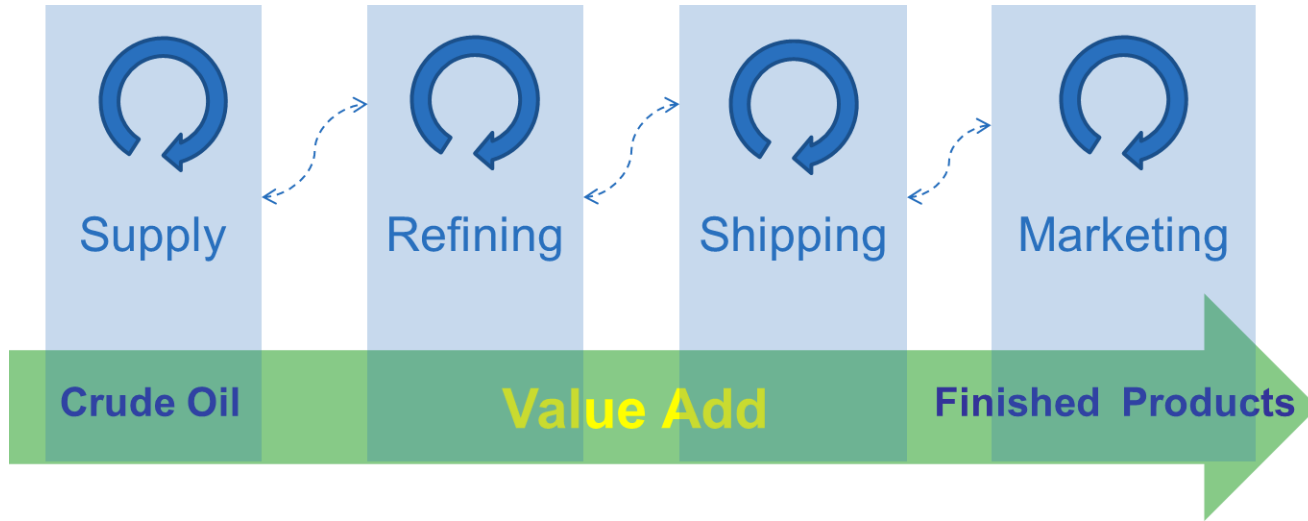 Supply
Refining
Shipping
Marketing
Crude Oil
Value Add
Finished Products